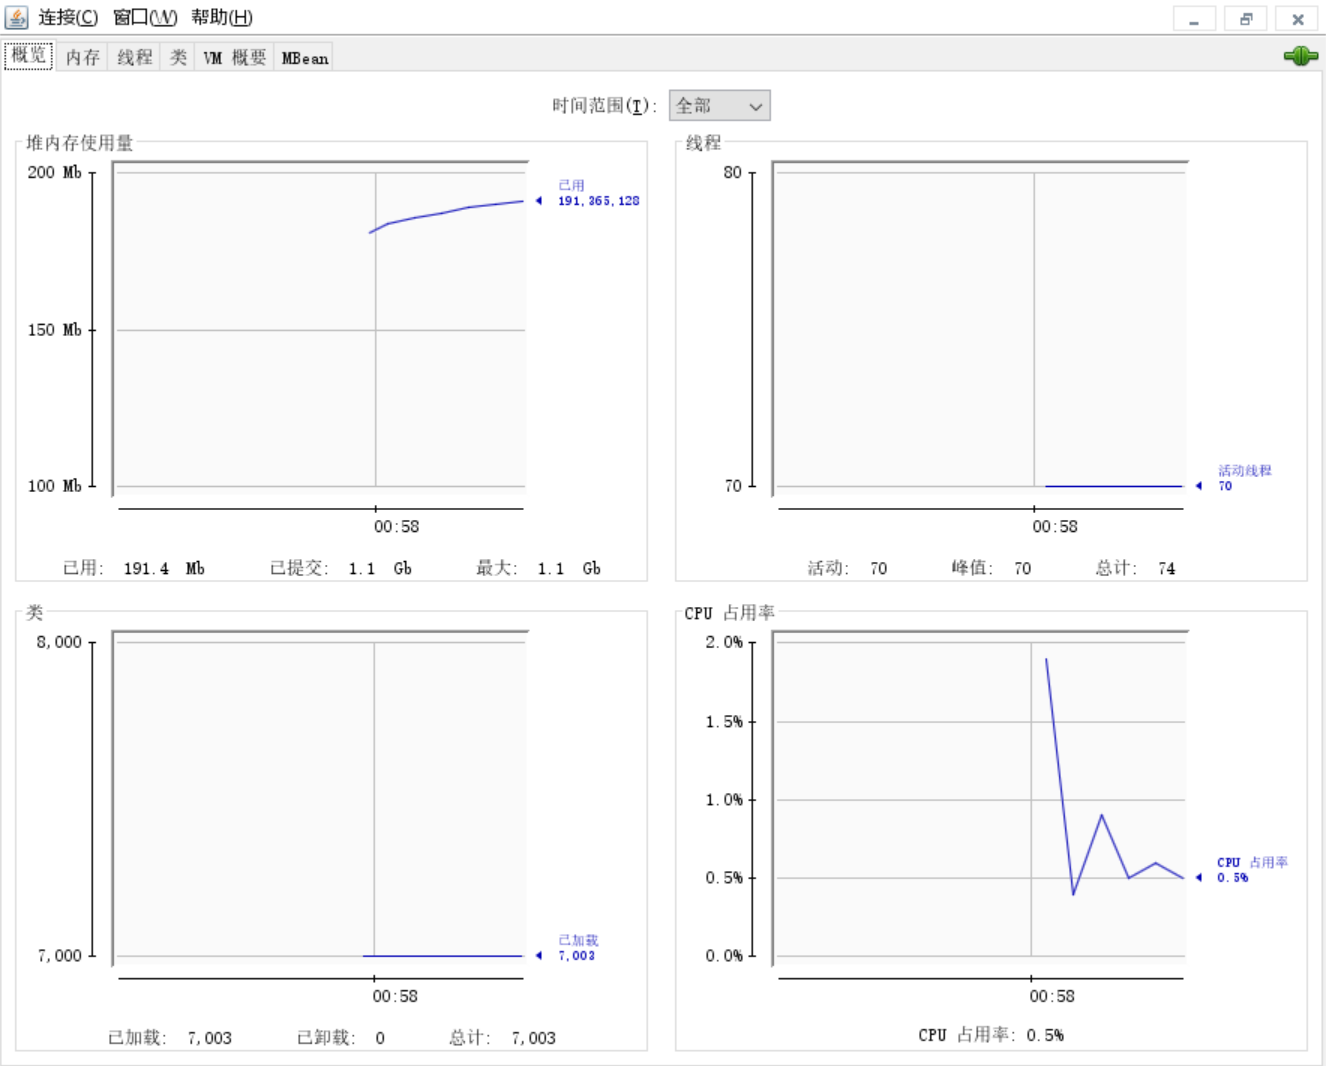 连接(C) 窗口(W) 帮助(H)
概览 内存 线程 类 VM 概要 MBean
时间范围(T): 全部
堆内存使用量
200 Mb
150 Mb
100 Mb
已用
191,365,128
00:58
已用: 191.4 Mb 已提交: 1.1 Gb 最大: 1.1 Gb
线程
80
70
活动线程
70
00:58
活动: 70 峰值: 70 总计: 74
类
8,000
7,000
已加载
7,003
00:58
已加载: 7,003 已卸载: 0 总计: 7,003
CPU 占用率
2.0%
1.5%
1.0%
0.5%
0.0%
CPU 占用率
0.5%
00:58
CPU 占用率: 0.5%